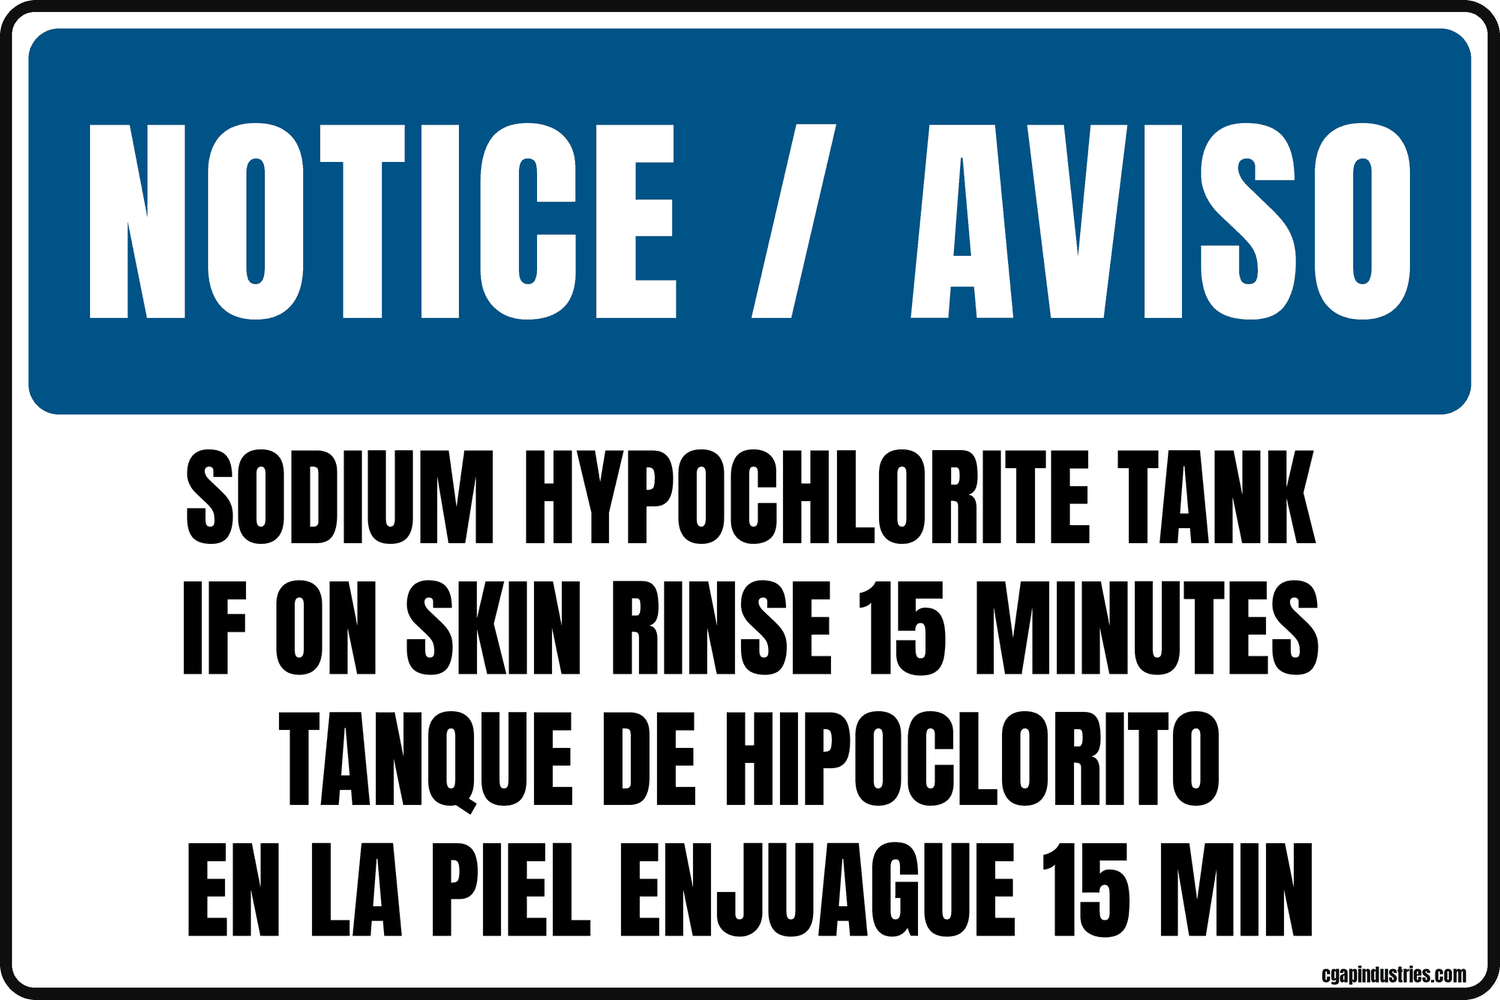 NOTICE / AVISO
SODIUM HYPOCHLORITE TANK
IF ON SKIN RINSE 15 MINUTES
TANQUE DE HIPOCLORITO
EN LA PIEL ENJUAGUE 15 MIN
cgapindustries.com